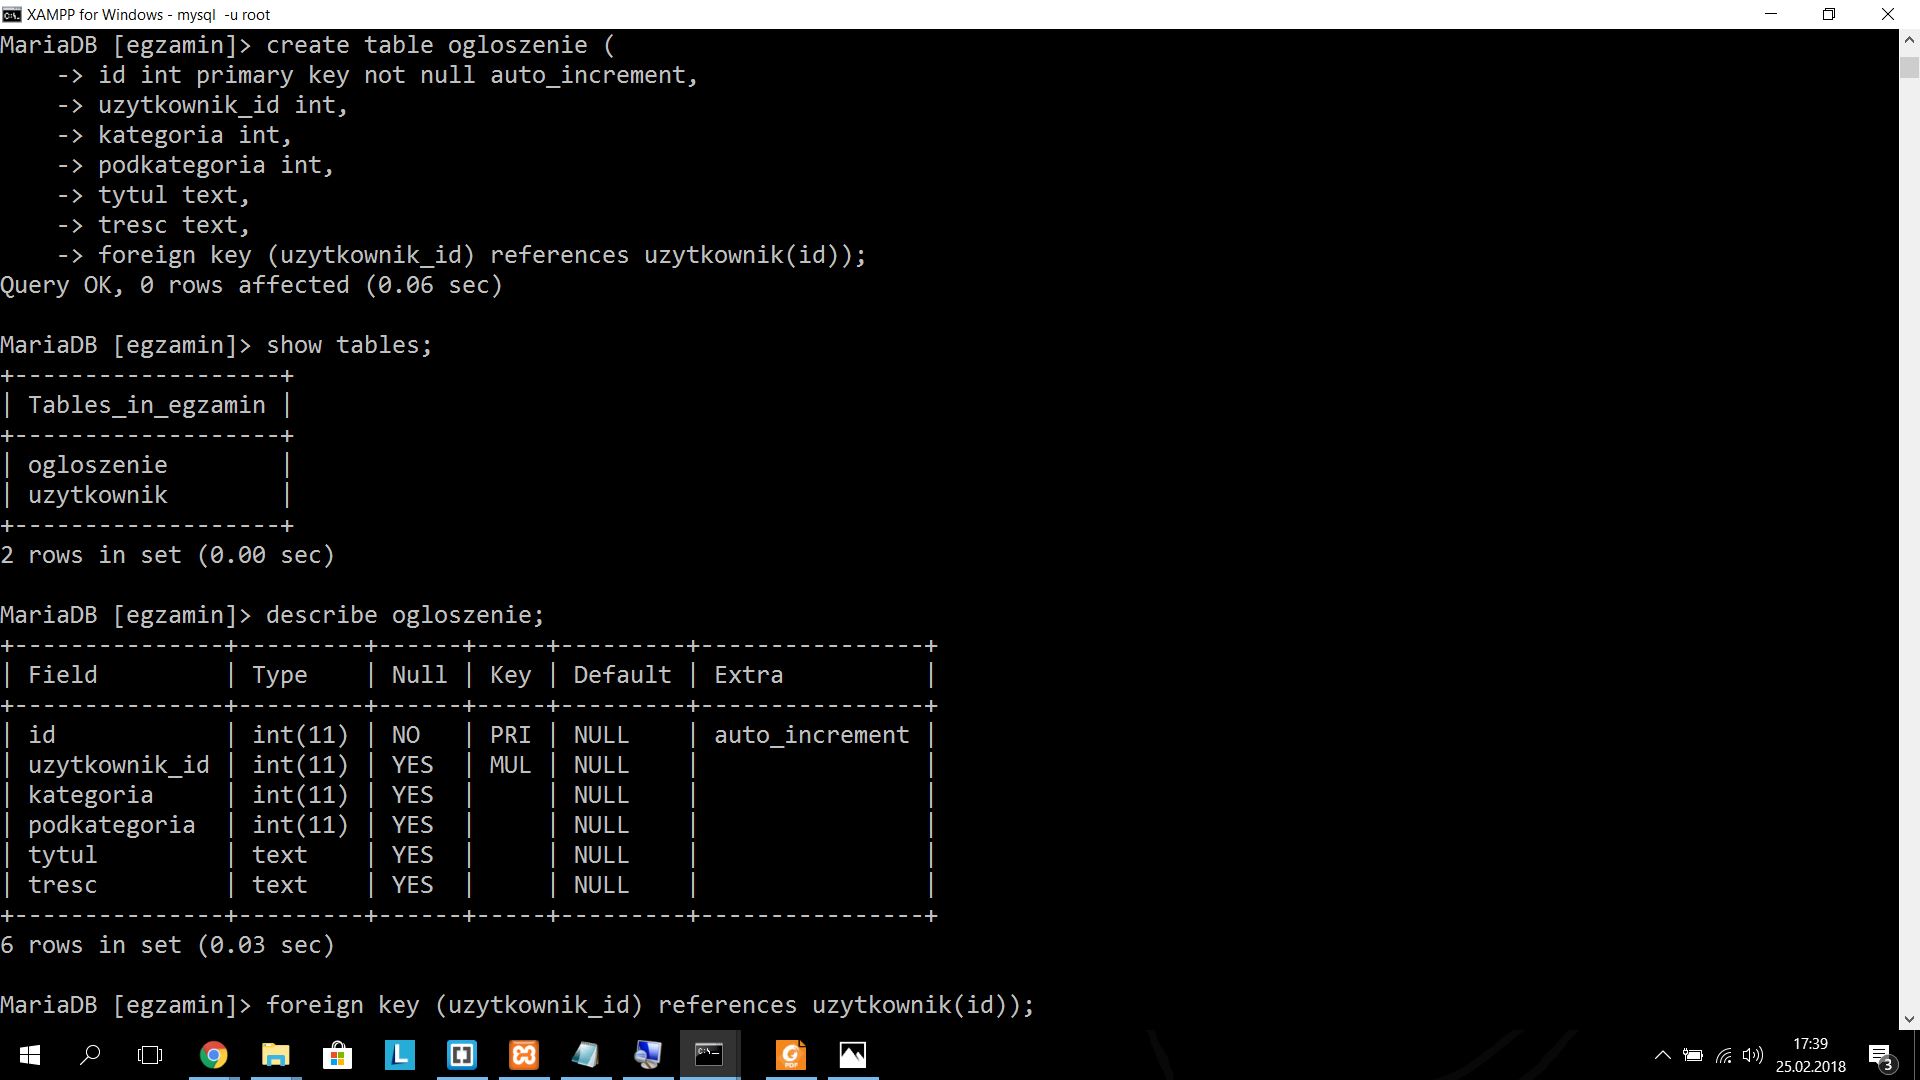 XAMPP for Windows - mysql  -u root
MariaDB [egzamin]> create table ogloszenie (
    -> id int primary key not null auto_increment,
    -> uzytkownik_id int,
    -> kategoria int,
    -> podkategoria int,
    -> tytul text,
    -> tresc text,
    -> foreign key (uzytkownik_id) references uzytkownik(id));
Query OK, 0 rows affected (0.06 sec)
MariaDB [egzamin]> show tables;
+-------------------+
| Tables_in_egzamin |
+-------------------+
| ogloszenie        |
| uzytkownik        |
+-------------------+
2 rows in set (0.00 sec)
MariaDB [egzamin]> describe ogloszenie;
+---------------+---------+------+-----+---------+----------------+
| Field         | Type    | Null | Key | Default | Extra          |
+---------------+---------+------+-----+---------+----------------+
| id            | int(11) | NO   | PRI | NULL    | auto_increment |
| uzytkownik_id | int(11) | YES  | MUL | NULL    |                |
| kategoria     | int(11) | YES  |     | NULL    |                |
| podkategoria  | int(11) | YES  |     | NULL    |                |
| tytul         | text    | YES  |     | NULL    |                |
| tresc         | text    | YES  |     | NULL    |                |
+---------------+---------+------+-----+---------+----------------+
6 rows in set (0.03 sec)
MariaDB [egzamin]> foreign key (uzytkownik_id) references uzytkownik(id));
L
PDF
17:39
25.02.2018
3